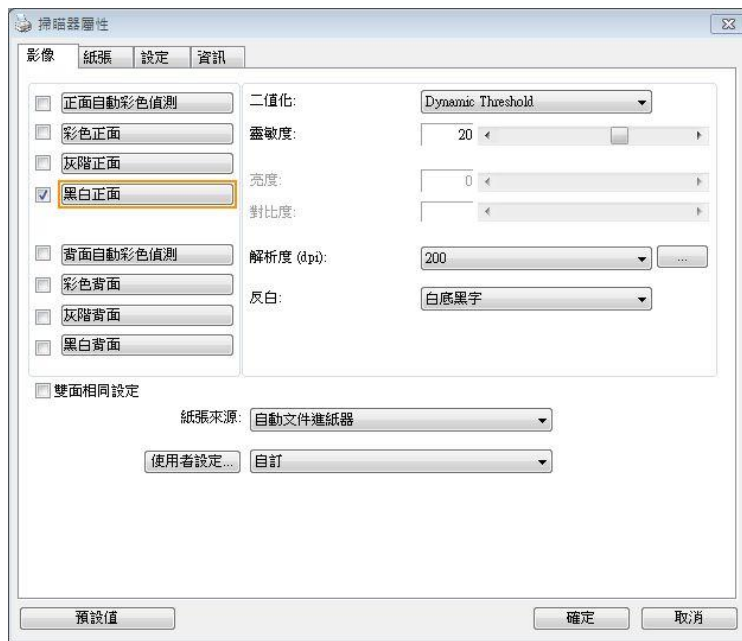 掃瞄器屬性
影像 紙張 設定 資訊
正面自動彩色偵測
彩色正面
灰階正面
黑白正面
背面自動彩色偵測
彩色背面
灰階背面
黑白背面
二值化: Dynamic Threshold
靈敏度: 20
亮度: 0
對比度:
解析度 (dpi): 200 ...
反白: 白底黑字
雙面相同設定
紙張來源: 自動文件進紙器
使用者設定... 自訂
預設值 確定 取消